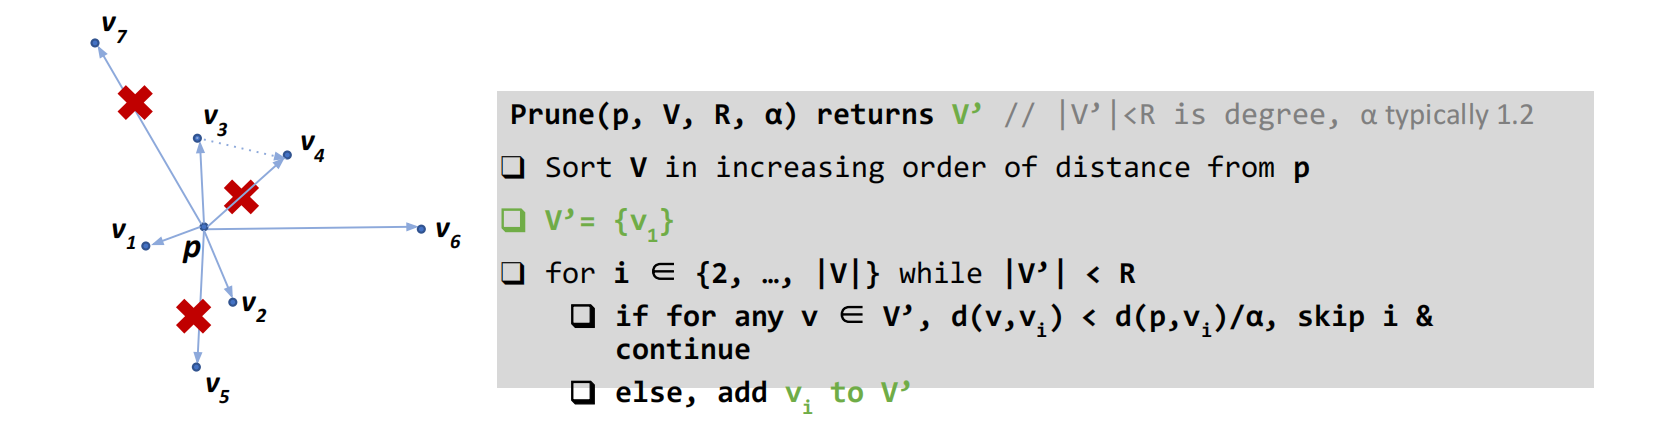 v7
v3
v4
v1
p
v6
v2
v5
Prune(p, V, R, α) returns V’ // |V’|<R is degree, α typically 1.2
❑ Sort V in increasing order of distance from p
❑ V’= {v1}
❑ for i ∈ {2, …, |V|} while |V’| < R
❑ if for any v ∈ V’, d(v,vi) < d(p,vi)/α, skip i &
continue
❑ else, add vi to V’